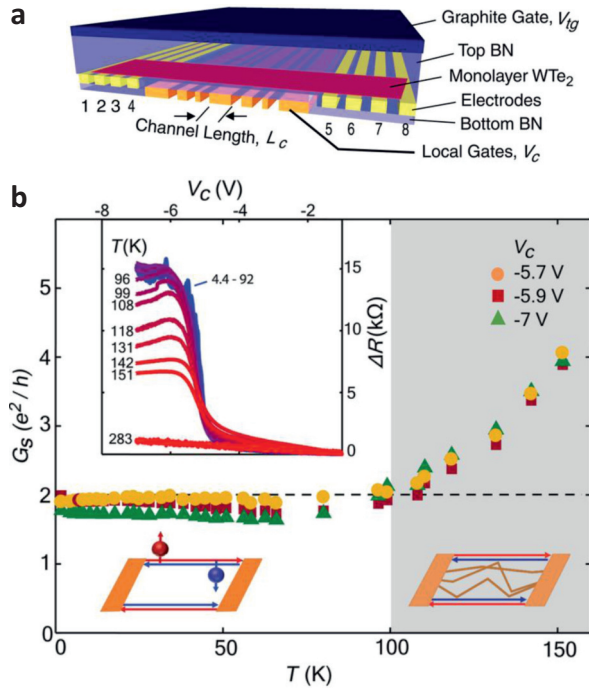 a
Graphite Gate, Vtg
Top BN
Monolayer WTe2
Electrodes
Bottom BN
Local Gates, Vc
1 2 3 4
5 6 7 8
Channel Length, Lc
b
Vc (V)
-8 -6 -4 -2
T(K)
96
99
108
118
131
142
151
283
4.4 - 92
15
10
5
0
ΔR(kΩ)
Vc
-5.7 V
-5.9 V
-7 V
Gs (e²/h)
5
4
3
2
1
0
0 50 100 150
T (K)